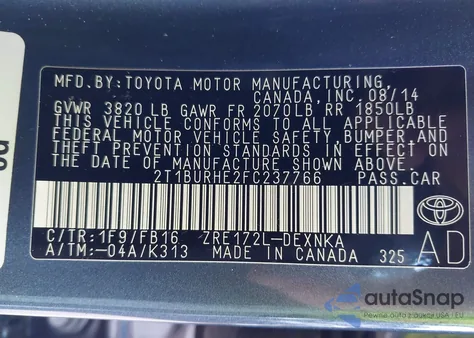 MFD.BY:TOYOTA MOTOR MANUFACTURING,
CANADA, INC. 08/14
GVWR 3820 LB GAWR FR 2070LB RR 1850LB
THIS VEHICLE CONFORMS TO ALL APPLICABLE
FEDERAL MOTOR VEHICLE SAFETY, BUMPER, AND
THEFT PREVENTION STANDARDS IN EFFECT ON
THE DATE OF MANUFACTURE SHOWN ABOVE.
2T1BURHE2FC237766 PASS.CAR
C/TR:1F9/FB16 ZRE172L-DEXNKA
A/TM:-04A/K313 MADE IN CANADA 325
AD
autoSnap